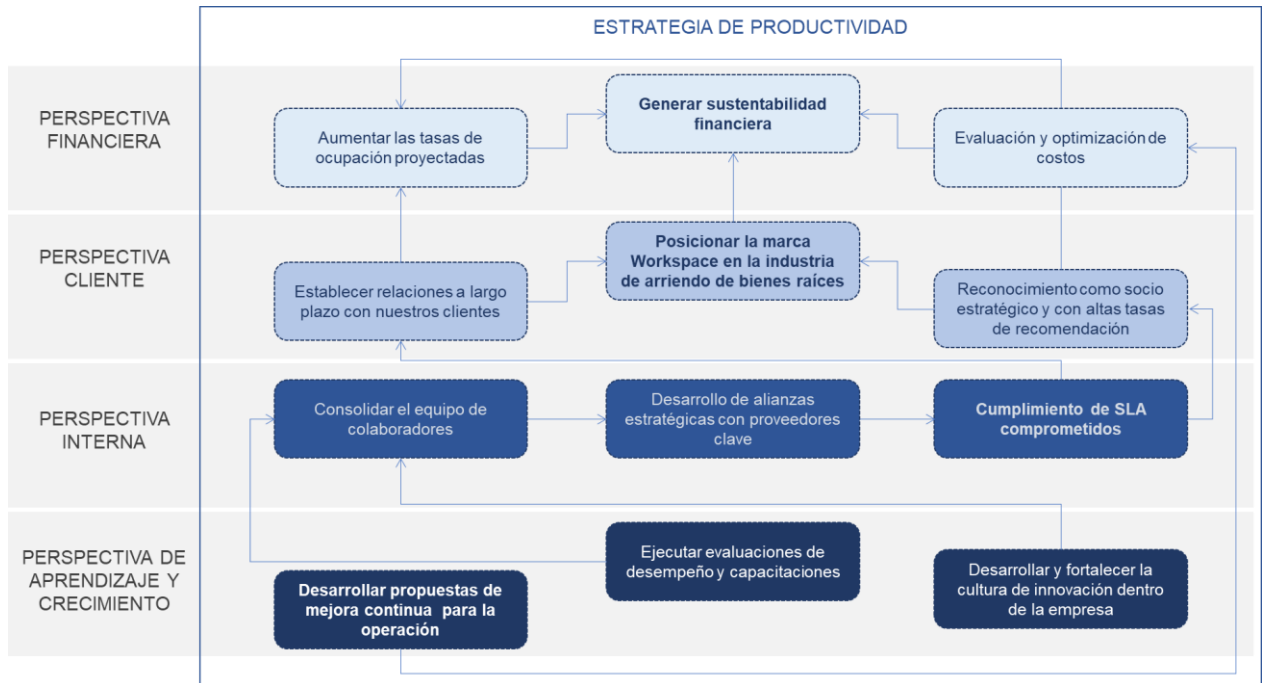 ESTRATEGIA DE PRODUCTIVIDAD
PERSPECTIVA
FINANCIERA
Aumentar las tasas de
ocupación proyectadas
Generar sustentabilidad
financiera
Evaluación y optimización de
costos
PERSPECTIVA
CLIENTE
Establecer relaciones a largo
plazo con nuestros clientes
Posicionar la marca
Workspace en la industria
de arriendo de bienes raíces
Reconocimiento como socio
estratégico y con altas tasas
de recomendación
PERSPECTIVA
INTERNA
Consolidar el equipo de
colaboradores
Desarrollo de alianzas
estratégicas con proveedores
clave
Cumplimiento de SLA
comprometidos
PERSPECTIVA DE
APRENDIZAJE Y
CRECIMIENTO
Desarrollar propuestas de
mejora continua para la
operación
Ejecutar evaluaciones de
desempeño y capacitaciones
Desarrollar y fortalecer la
cultura de innovación dentro
de la empresa